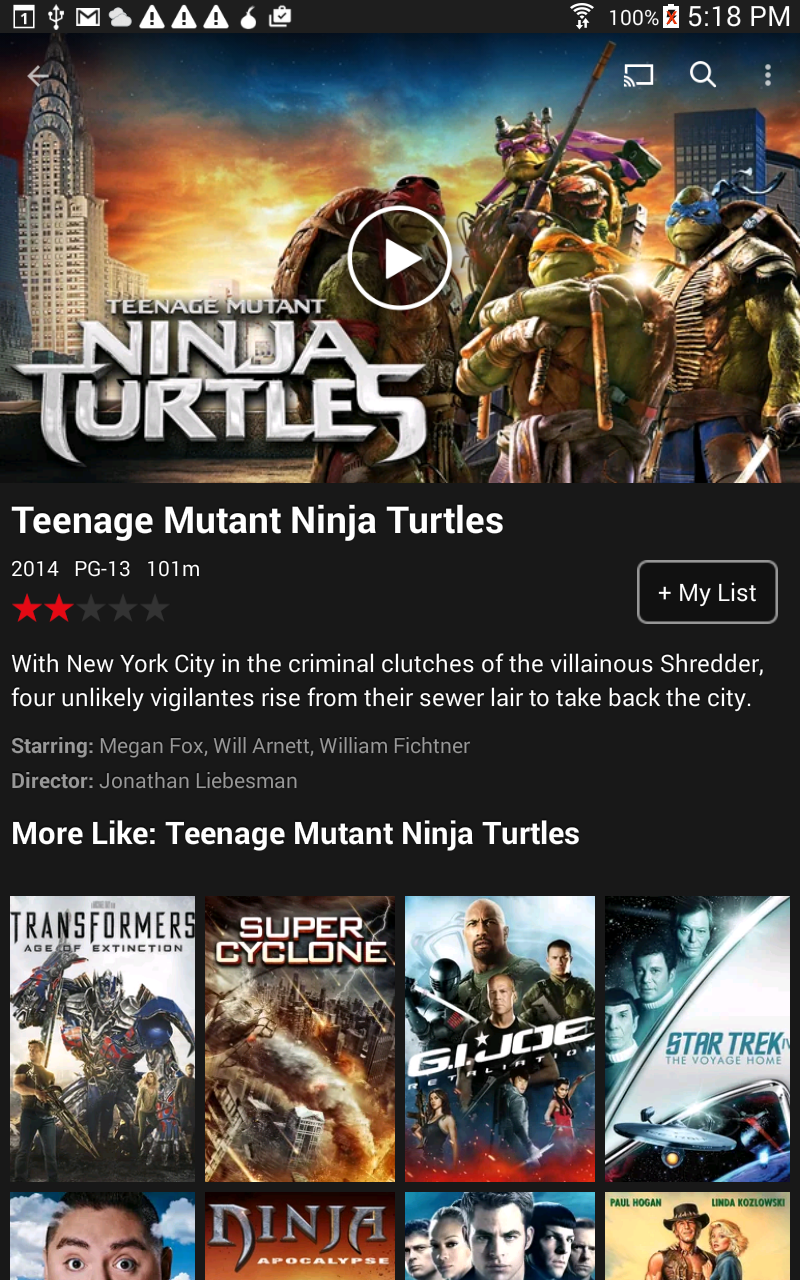 1
100%
5:18 PM
TEENAGE MUTANT
NINJA
TURTLES
Teenage Mutant Ninja Turtles
2014 PG-13 101m
+ My List
With New York City in the criminal clutches of the villainous Shredder,
four unlikely vigilantes rise from their sewer lair to take back the city.
Starring: Megan Fox, Will Arnett, William Fichtner
Director: Jonathan Liebesman
More Like: Teenage Mutant Ninja Turtles
TRANSFORMERS
AGE OF EXTINCTION
SUPER
CYCLONE
G.I. JOE
RETALIATION
STAR TREK IV
THE VOYAGE HOME
NINJA
APOCALYPSE
PAUL HOGAN LINDA KOZLOWSKI